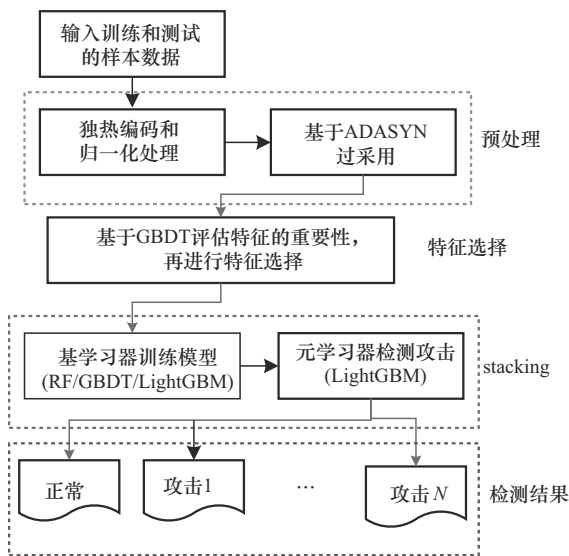 输入训练和测试
的样本数据
独热编码和
归一化处理
基于ADASYN
过采用
预处理
基于GBDT评估特征的重要性，
再进行特征选择
特征选择
基学习器训练模型
(RF/GBDT/LightGBM)
元学习器检测攻击
(LightGBM)
stacking
正常
攻击1
…
攻击N
检测结果